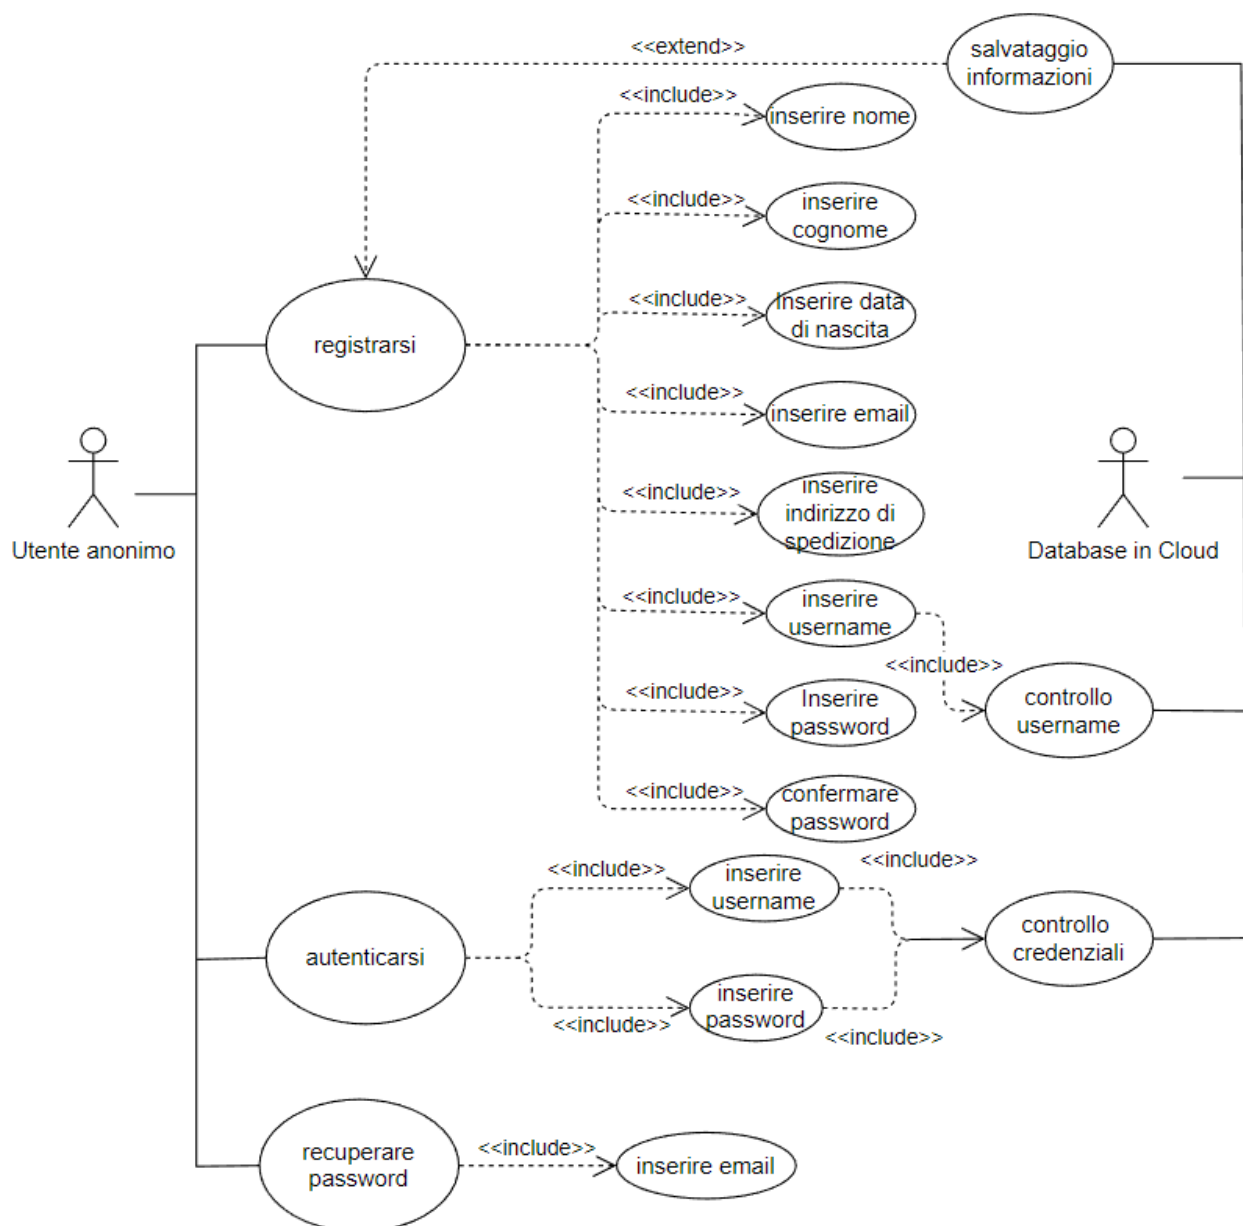 <<extend>>
salvataggio
informazioni
<<include>>
inserire nome
<<include>>
inserire
cognome
<<include>>
Inserire data
di nascita
registrarsi
<<include>>
inserire email
<<include>>
inserire
indirizzo di
spedizione
Utente anonimo
Database in Cloud
<<include>>
inserire
username
<<include>>
controllo
username
<<include>>
Inserire
password
<<include>>
confermare
password
<<include>>
inserire
username
<<include>>
autenticarsi
controllo
credenziali
<<include>>
inserire
password
<<include>>
recuperare
password
<<include>>
inserire email